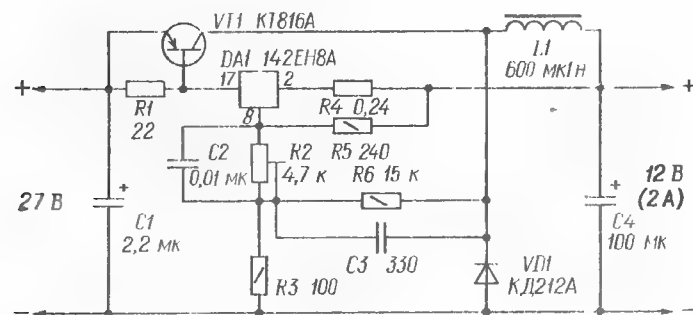 VT1 КТ816А
DA1 142ЕН8А
17
2
8
L1
600 мкГн
+
+
R1
22
R4 0,24
C2
0,01 мк
R2
4,7 к
R5 240
R6 15 к
27 В
+
C1
2,2 мк
12 В
(2А)
+
C4
100 мк
C3 330
R3 100
VD1
КД212А
−
−